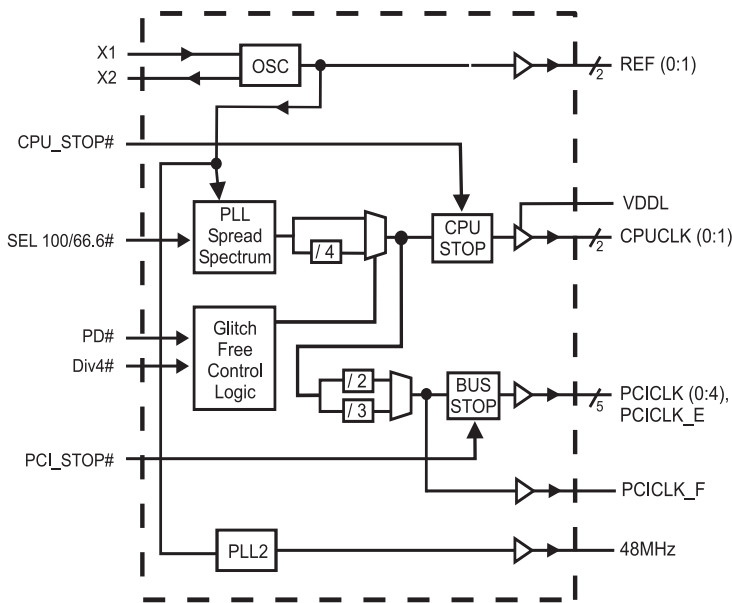 X1
X2
OSC
REF (0:1)
2
CPU_STOP#
VDDL
PLL
Spread
Spectrum
SEL 100/66.6#
/ 4
CPU
STOP
CPUCLK (0:1)
2
PD#
Div4#
Glitch
Free
Control
Logic
/ 2
/ 3
BUS
STOP
PCICLK (0:4),
PCICLK_E
5
PCI_STOP#
PCICLK_F
PLL2
48MHz